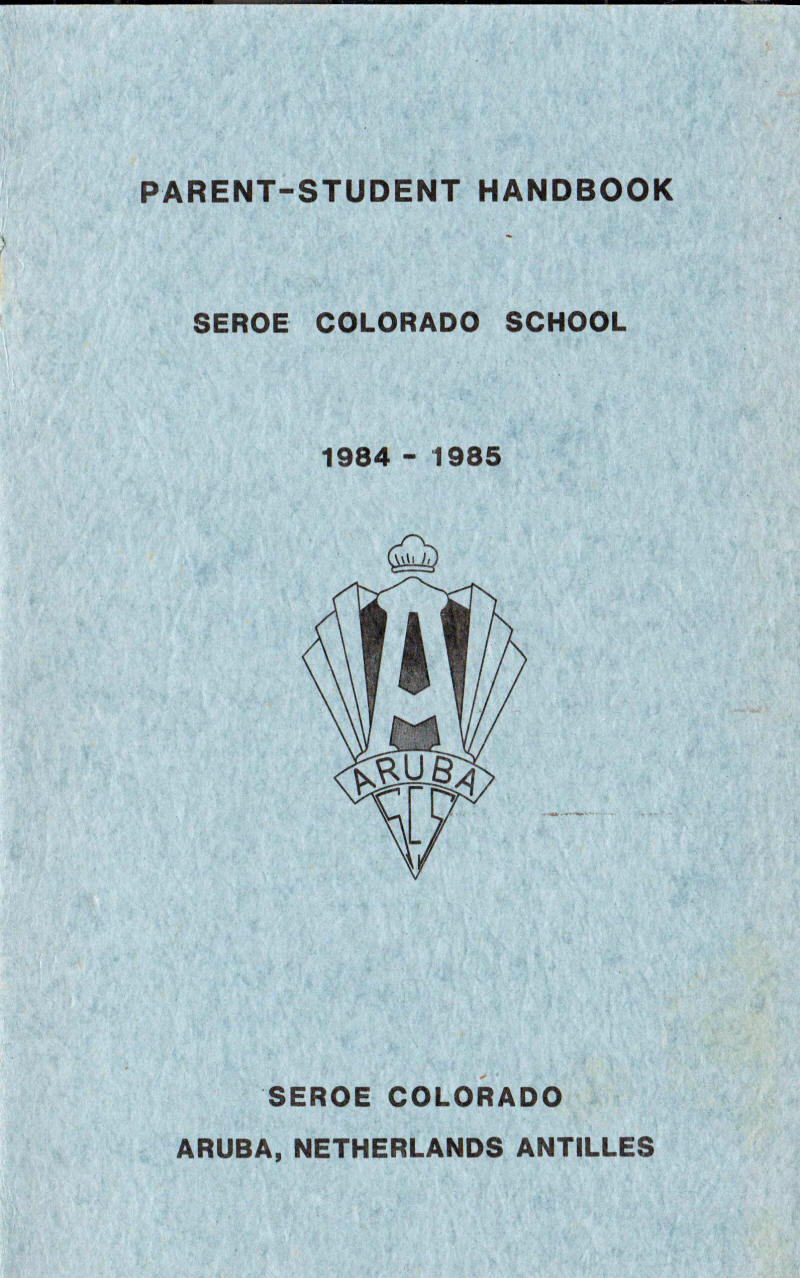 PARENT-STUDENT HANDBOOK
SEROE COLORADO SCHOOL
1984 - 1985
A
ARUBA
SCS
SEROE COLORADO
ARUBA, NETHERLANDS ANTILLES